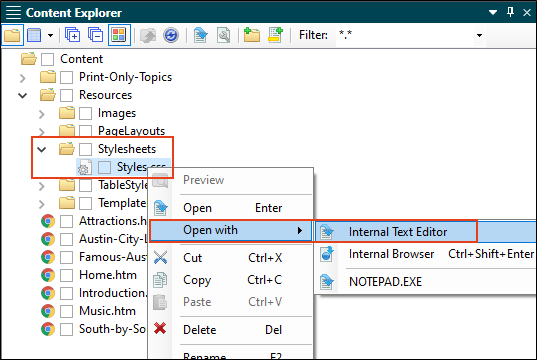 Content Explorer
Filter: *.*
Content
Print-Only-Topics
Resources
Images
PageLayouts
Stylesheets
Styles.css
TableStyle
Template
Attractions.h
Austin-City-L
Famous-Aust
Home.htm
Introduction.
Music.htm
South-by-So
Preview
Open Enter
Open with
Cut Ctrl+X
Copy Ctrl+C
Paste Ctrl+V
Delete Del
Rename F2
Internal Text Editor
Internal Browser Ctrl+Shift+Enter
NOTEPAD.EXE